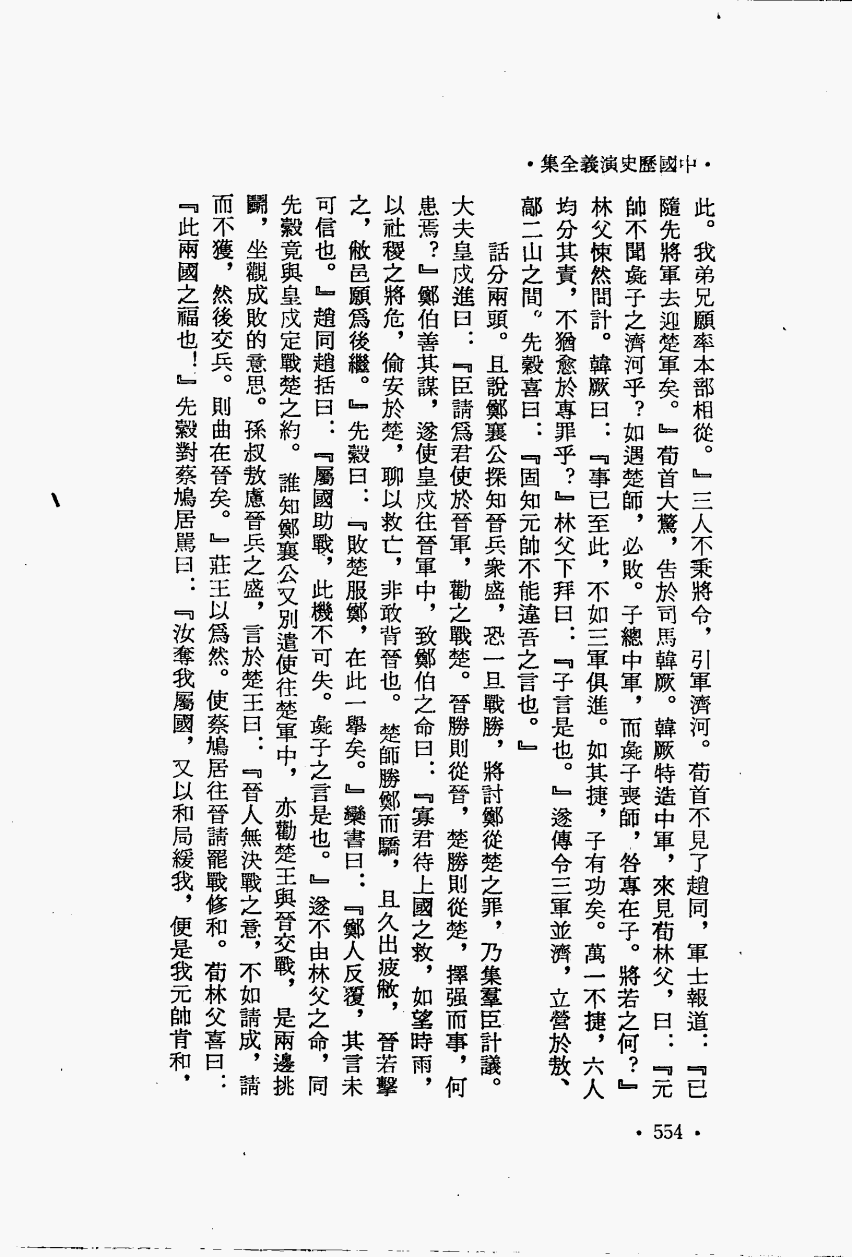 •中國歷史演義全集•
此。我弟兄願率本部相從。』三人不秉將令，引軍濟河。荀首不見了趙同，軍士報道：『已
隨先將軍去迎楚軍矣。』荀首大驚，告於司馬韓厥。韓厥特造中軍，來見荀林父，曰：『元
帥不聞彘子之濟河乎？如遇楚師，必敗。子總中軍，而彘子喪師，咎專在子。將若之何？』
林父悚然問計。韓厥曰：『事已至此，不如三軍俱進。如其捷，子有功矣。萬一不捷，六人
均分其責，不猶愈於專罪乎？』林父下拜曰：『子言是也。』遂傳令三軍並濟，立營於敖、
鄗二山之間。先縠喜曰：『固知元帥不能違吾之言也。』
話分兩頭。且說鄭襄公探知晉兵衆盛，恐一旦戰勝，將討鄭從楚之罪，乃集羣臣計議。
大夫皇戍進曰：『臣請爲君使於晉軍，勸之戰楚。晉勝則從晉，楚勝則從楚，擇强而事，何
患焉？』鄭伯善其謀，遂使皇戍往晉軍中，致鄭伯之命曰：『寡君待上國之救，如望時雨，
以社稷之將危，偷安於楚，聊以救亡，非敢背晉也。楚師勝鄭而驕，且久出疲敝，晉若擊
之，敝邑願爲後繼。』先縠曰：『敗楚服鄭，在此一舉矣。』欒書曰：『鄭人反覆，其言未
可信也。』趙同趙括曰：『屬國助戰，此機不可失。彘子之言是也。』遂不由林父之命，同
先縠竟與皇戍定戰楚之約。誰知鄭襄公又別遣使往楚軍中，亦勸楚王與晉交戰，是兩邊挑
鬭，坐觀成敗的意思。孫叔敖慮晉兵之盛，言於楚王曰：『晉人無決戰之意，不如請成，請
而不獲，然後交兵。則曲在晉矣。』莊王以爲然。使蔡鳩居往晉請罷戰修和。荀林父喜曰：
『此兩國之福也！』先縠對蔡鳩居罵曰：『汝奪我屬國，又以和局緩我，便是我元帥肯和，
•554•